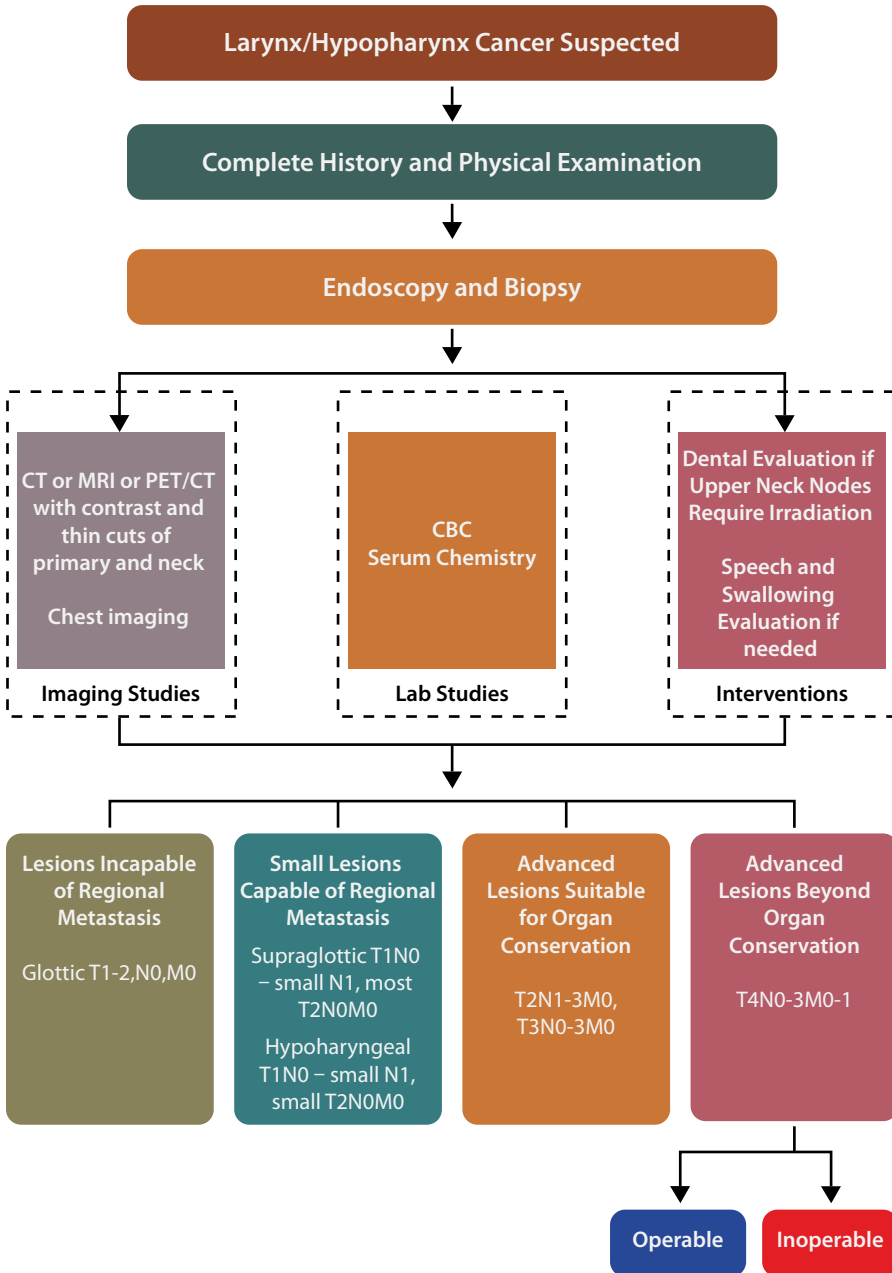 Larynx/Hypopharynx Cancer Suspected
Complete History and Physical Examination
Endoscopy and Biopsy
CT or MRI or PET/CT
with contrast and
thin cuts of
primary and neck
Chest imaging
Imaging Studies
CBC
Serum Chemistry
Lab Studies
Dental Evaluation if
Upper Neck Nodes
Require Irradiation
Speech and
Swallowing
Evaluation if
needed
Interventions
Lesions Incapable
of Regional
Metastasis
Glottic T1-2,N0,M0
Small Lesions
Capable of Regional
Metastasis
Supraglottic T1N0
– small N1, most
T2N0M0
Hypoharyngeal
T1N0 – small N1,
small T2N0M0
Advanced
Lesions Suitable
for Organ
Conservation
T2N1-3M0,
T3N0-3M0
Advanced
Lesions Beyond
Organ
Conservation
T4N0-3M0-1
Operable
Inoperable